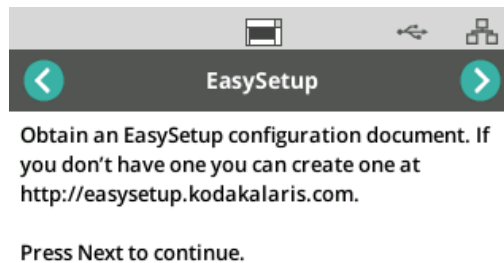 EasySetup
Obtain an EasySetup configuration document. If
you don't have one you can create one at
http://easysetup.kodakalaris.com.
Press Next to continue.